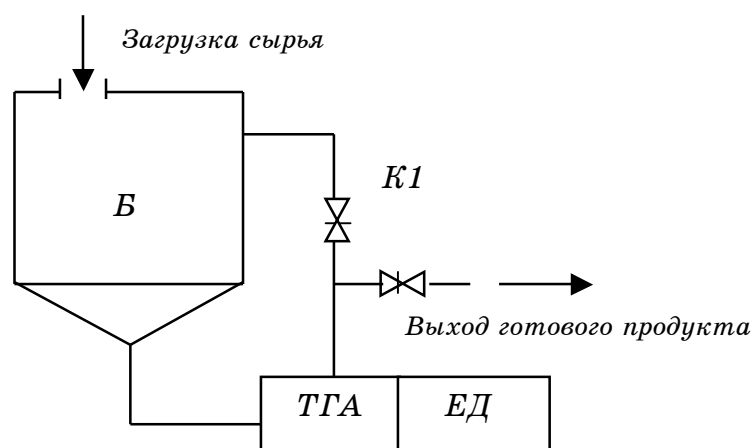 Загрузка сырья
К1
Б
Выход готового продукта
ТГА
ЕД